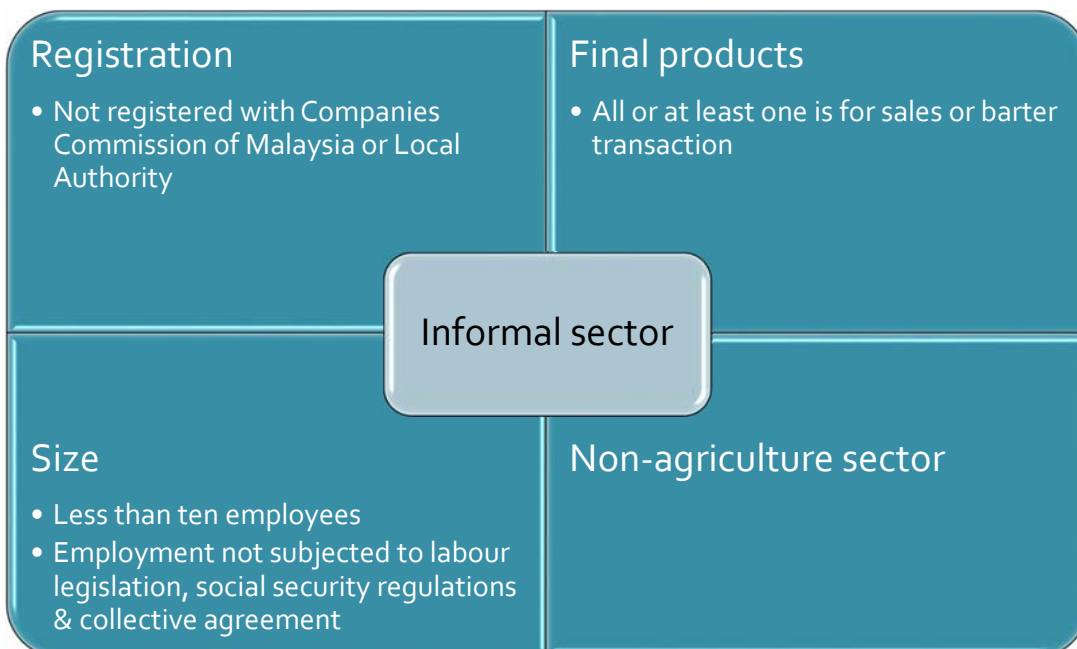 Registration
• Not registered with Companies
Commission of Malaysia or Local
Authority
Final products
• All or at least one is for sales or barter
transaction
Informal sector
Size
• Less than ten employees
• Employment not subjected to labour
legislation, social security regulations
& collective agreement
Non-agriculture sector